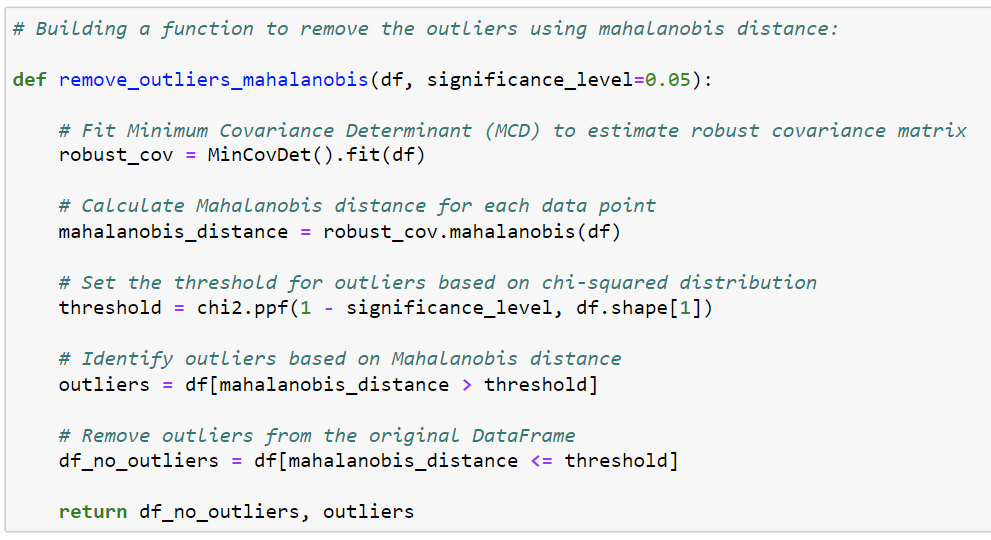 # Building a function to remove the outliers using mahalanobis distance:
def remove_outliers_mahalanobis(df, significance_level=0.05):
# Fit Minimum Covariance Determinant (MCD) to estimate robust covariance matrix
robust_cov = MinCovDet().fit(df)
# Calculate Mahalanobis distance for each data point
mahalanobis_distance = robust_cov.mahalanobis(df)
# Set the threshold for outliers based on chi-squared distribution
threshold = chi2.ppf(1 - significance_level, df.shape[1])
# Identify outliers based on Mahalanobis distance
outliers = df[mahalanobis_distance > threshold]
# Remove outliers from the original DataFrame
df_no_outliers = df[mahalanobis_distance <= threshold]
return df_no_outliers, outliers